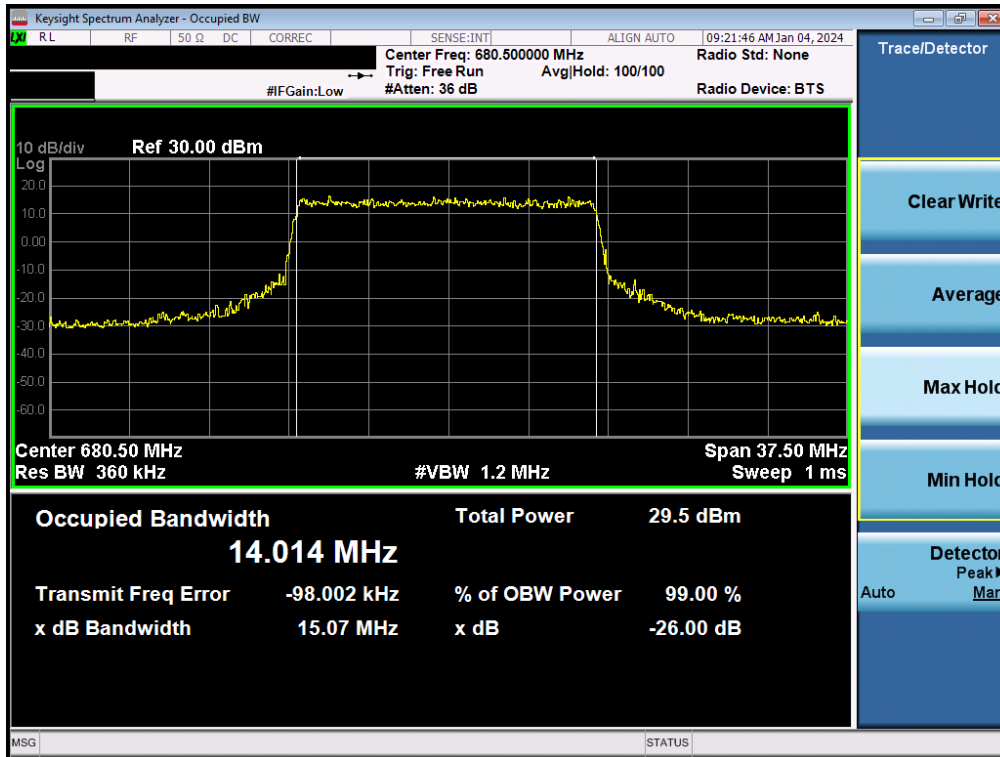 Keysight Spectrum Analyzer - Occupied BW
LXI RL RF 50 Ω DC CORREC SENSE:INT ALIGN AUTO 09:21:46 AM Jan 04, 2024
Center Freq: 680.500000 MHz Radio Std: None
Trig: Free Run Avg|Hold: 100/100
#IFGain:Low #Atten: 36 dB Radio Device: BTS
10 dB/div Ref 30.00 dBm
Log
20.0
10.0
0.00
-10.0
-20.0
-30.0
-40.0
-50.0
-60.0
Center 680.50 MHz Span 37.50 MHz
Res BW 360 kHz #VBW 1.2 MHz Sweep 1 ms
Occupied Bandwidth Total Power 29.5 dBm
14.014 MHz
Transmit Freq Error -98.002 kHz % of OBW Power 99.00 %
x dB Bandwidth 15.07 MHz x dB -26.00 dB
MSG STATUS
Trace/Detector
Clear Write
Average
Max Hold
Min Hold
Detector
Peak
Auto Man